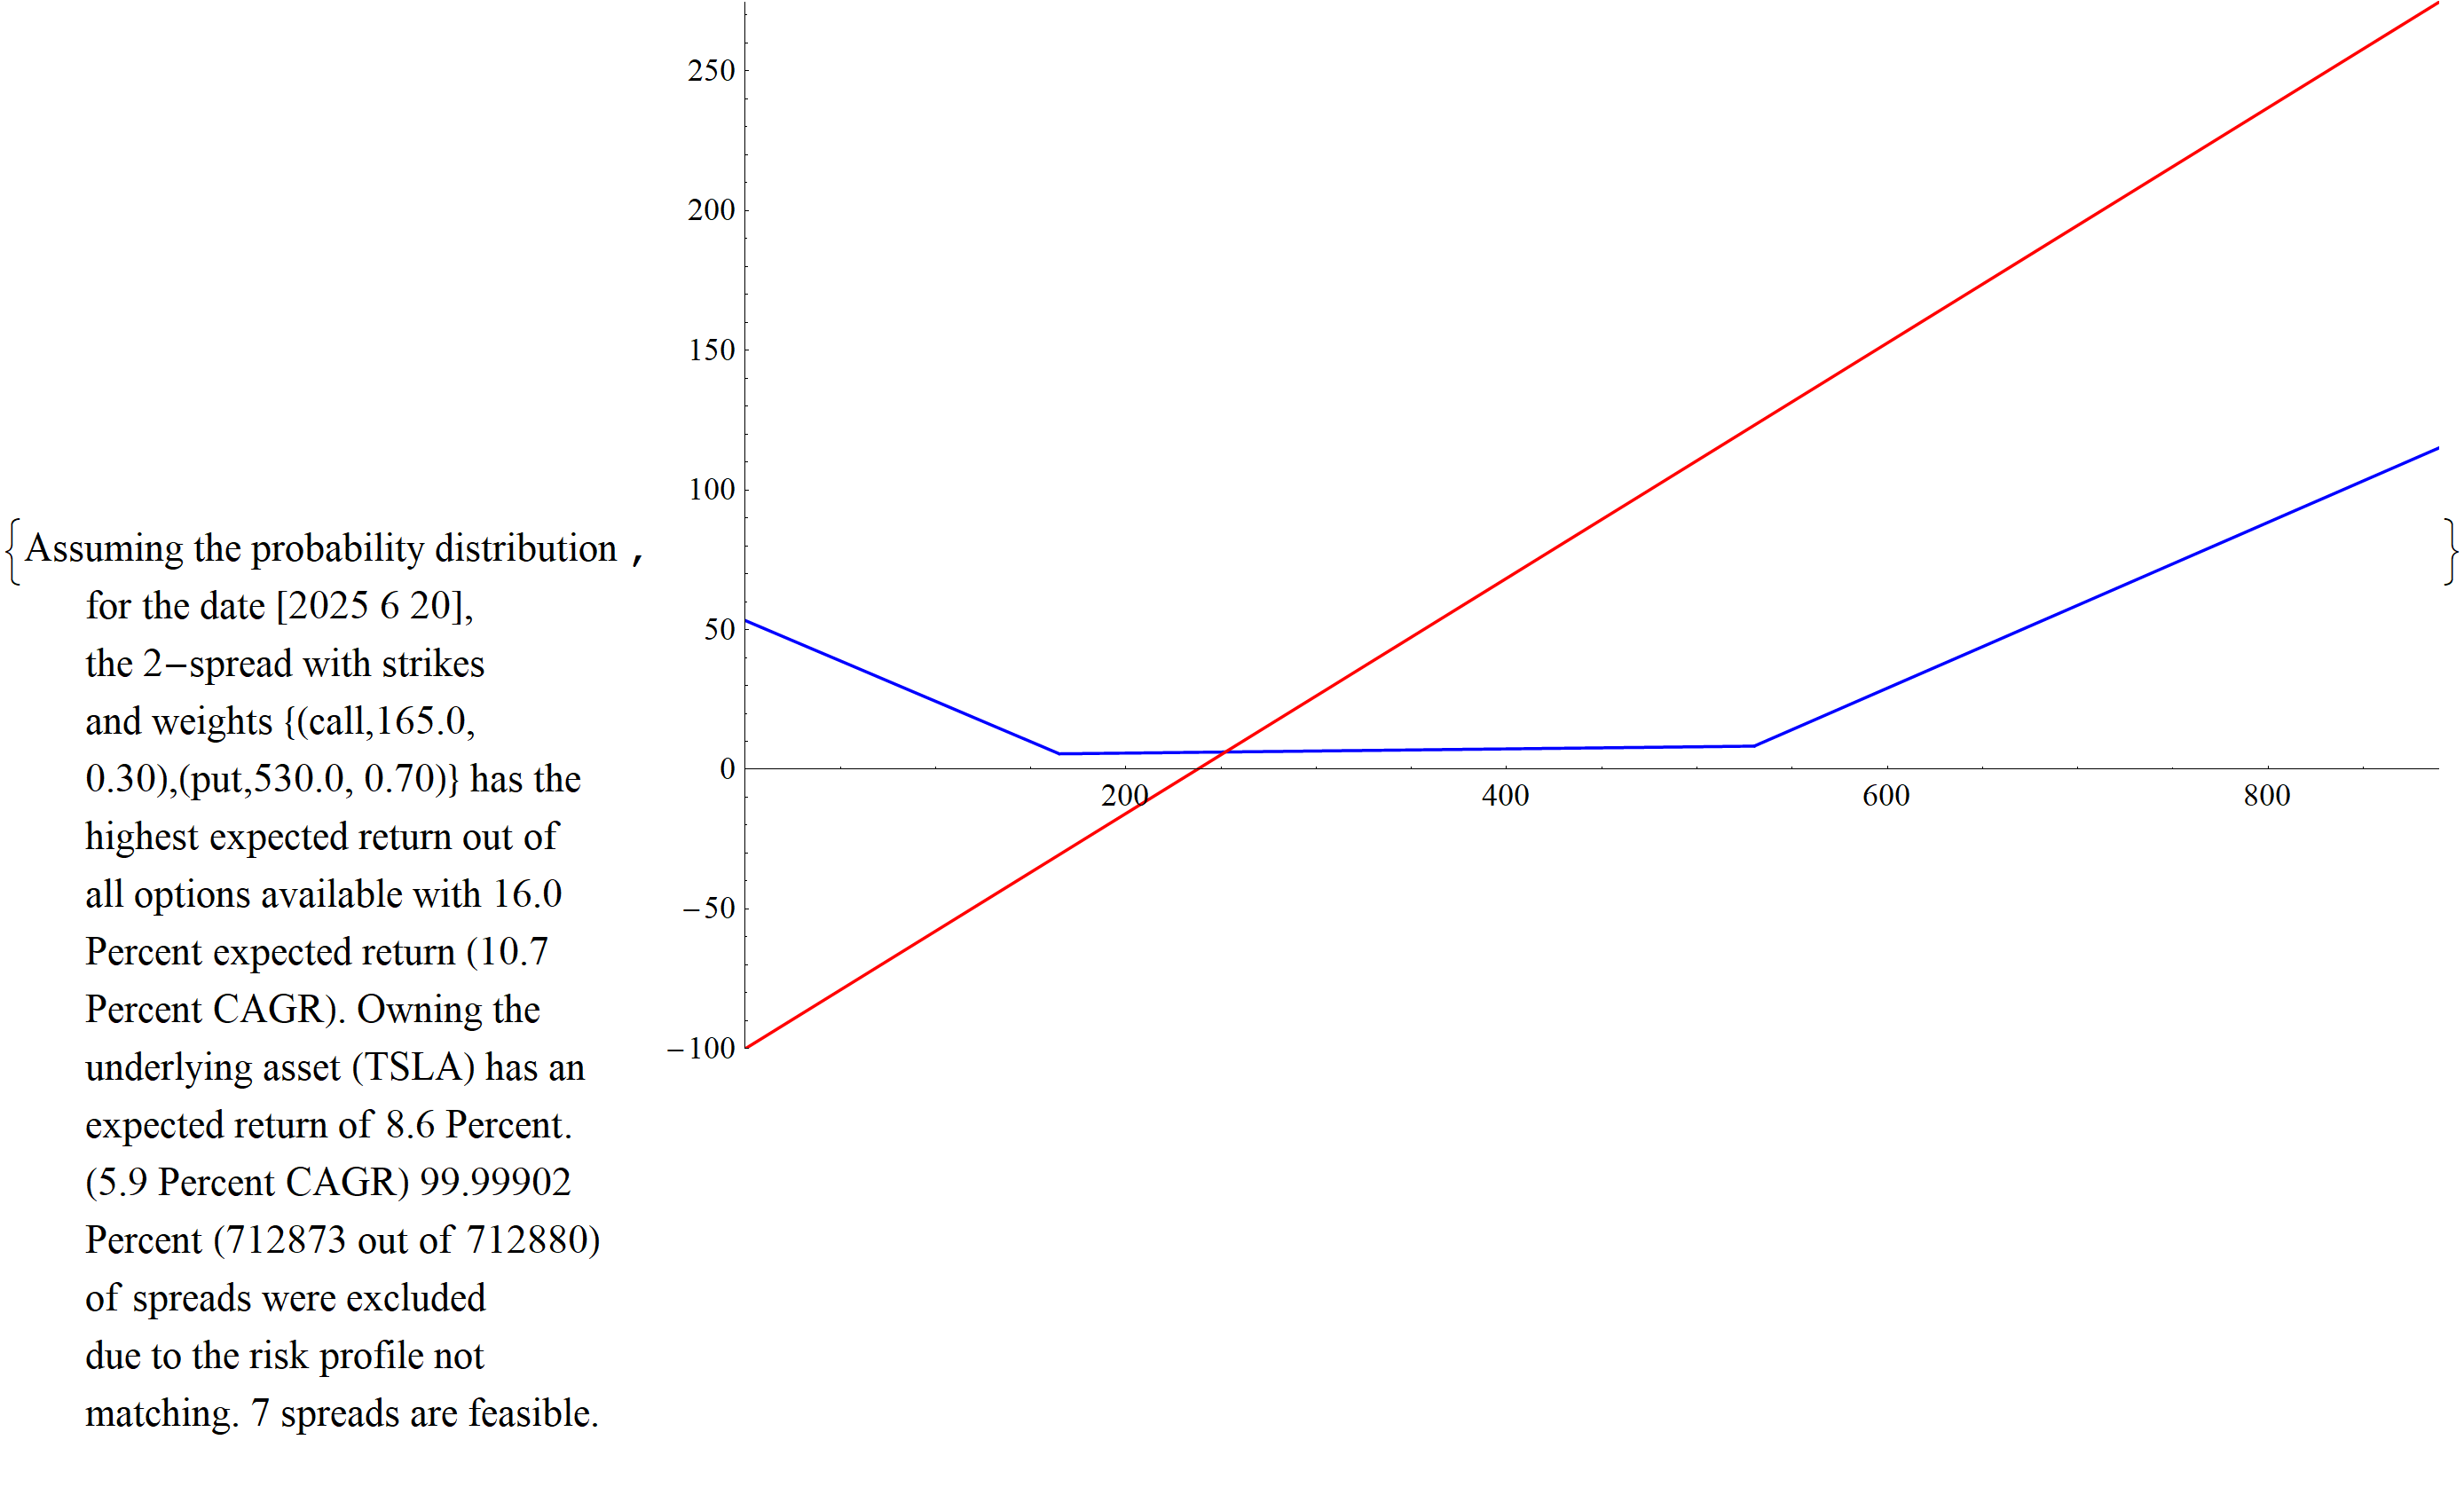 250
200
150
100
50
0
−50
−100
200
400
600
800
{Assuming the probability distribution ,
for the date [2025 6 20],
the 2−spread with strikes
and weights {(call,165.0,
0.30),(put,530.0, 0.70)} has the
highest expected return out of
all options available with 16.0
Percent expected return (10.7
Percent CAGR). Owning the
underlying asset (TSLA) has an
expected return of 8.6 Percent.
(5.9 Percent CAGR) 99.99902
Percent (712873 out of 712880)
of spreads were excluded
due to the risk profile not
matching. 7 spreads are feasible.
}